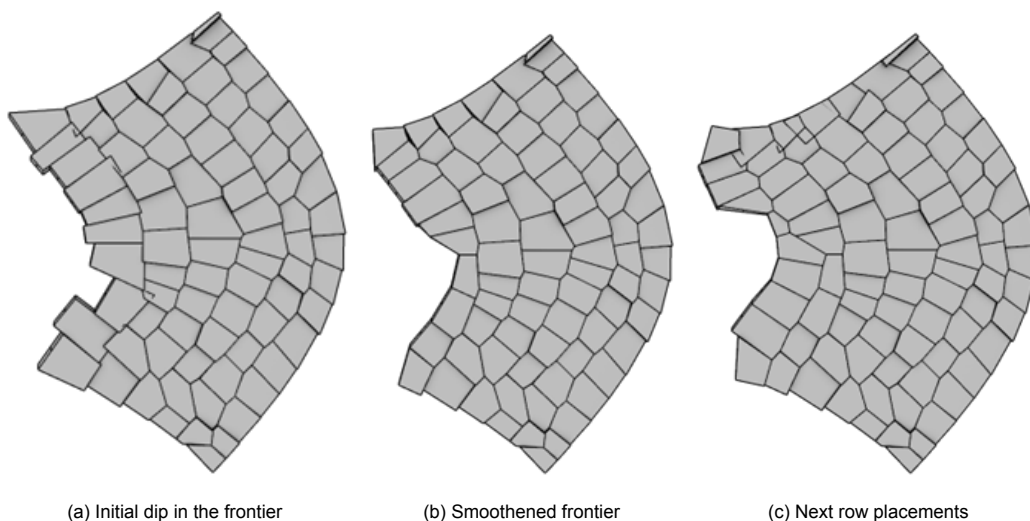 (a) Initial dip in the frontier
(b) Smoothened frontier
(c) Next row placements